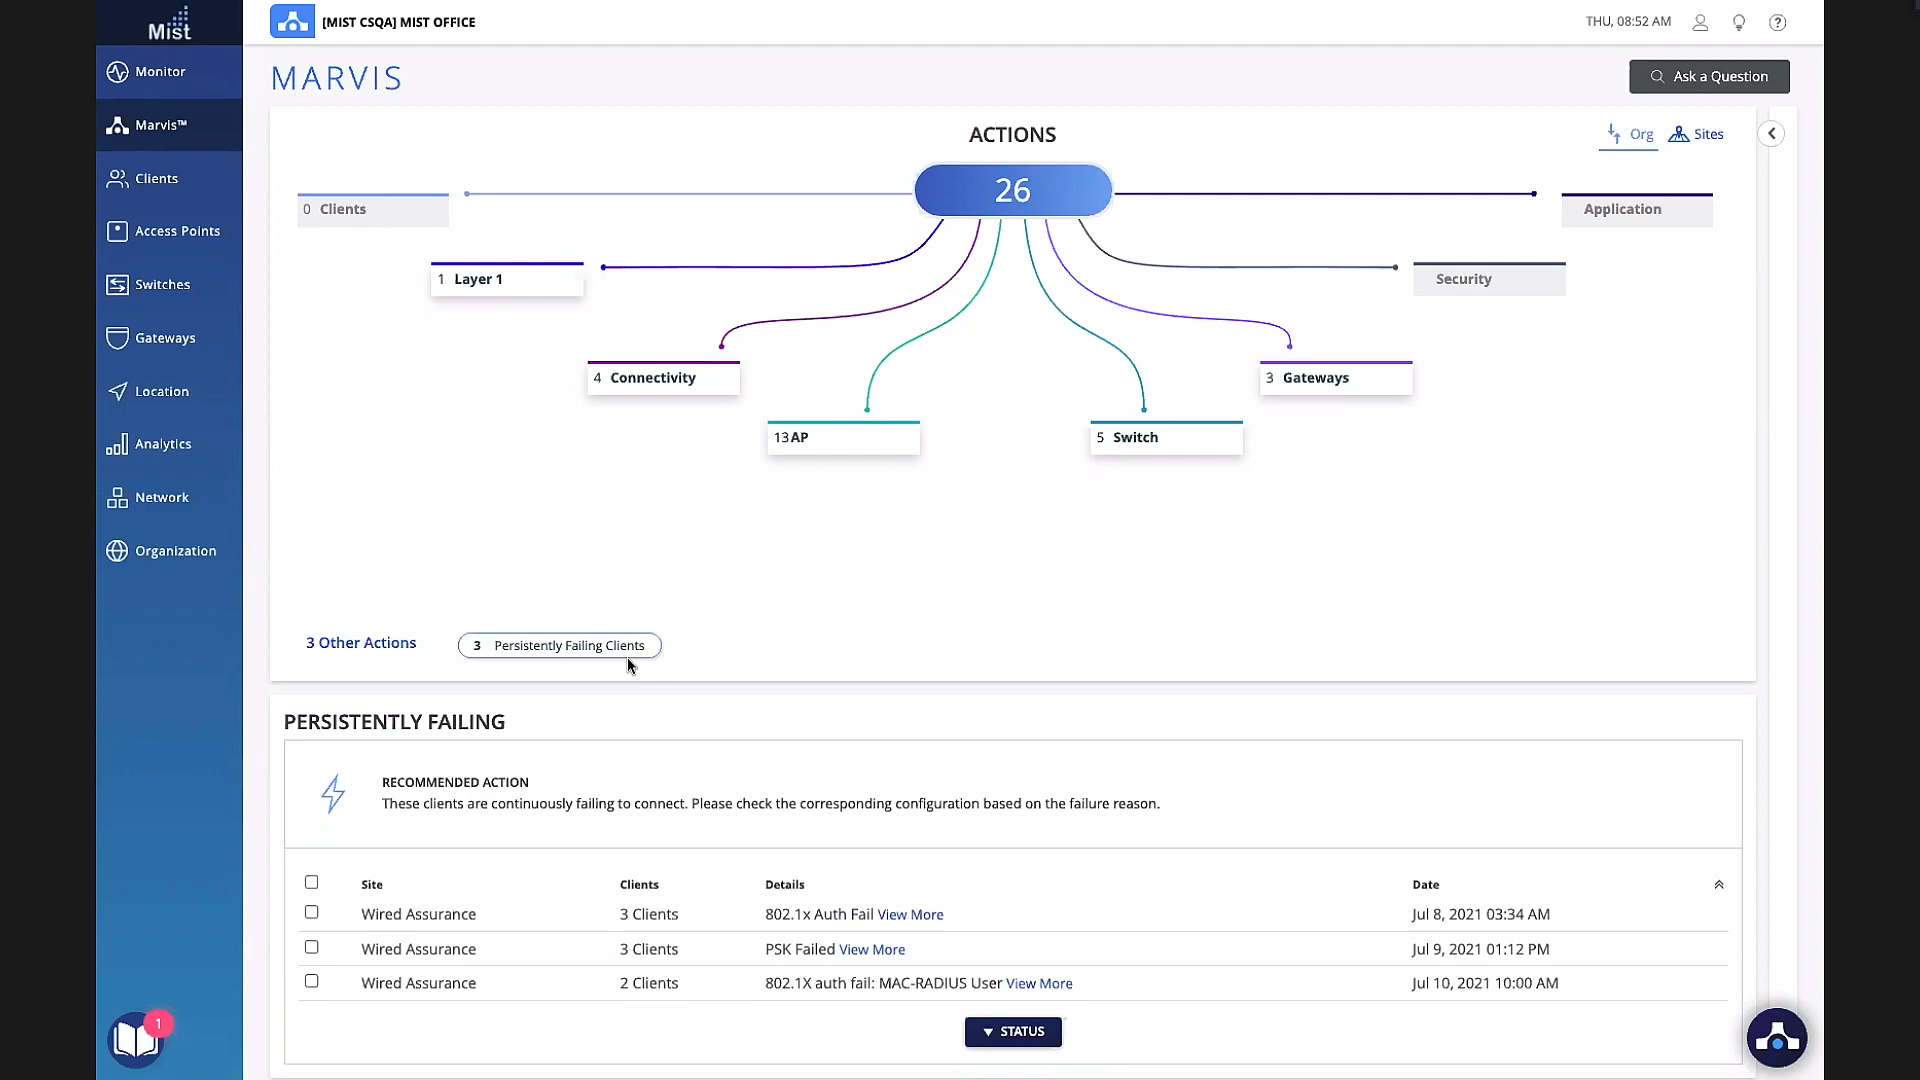 Mist
[MIST CSQA] MIST OFFICE
THU, 08:52 AM
Monitor
Marvis™
Clients
Access Points
Switches
Gateways
Location
Analytics
Network
Organization
1
MARVIS
Ask a Question
ACTIONS
Org
Sites
26
0 Clients
Application
1 Layer 1
Security
4 Connectivity
3 Gateways
13 AP
5 Switch
3 Other Actions
3 Persistently Failing Clients
PERSISTENTLY FAILING
RECOMMENDED ACTION
These clients are continuously failing to connect. Please check the corresponding configuration based on the failure reason.
Site Clients Details Date
Wired Assurance 3 Clients 802.1x Auth Fail View More Jul 8, 2021 03:34 AM
Wired Assurance 3 Clients PSK Failed View More Jul 9, 2021 01:12 PM
Wired Assurance 2 Clients 802.1X auth fail: MAC-RADIUS User View More Jul 10, 2021 10:00 AM
STATUS